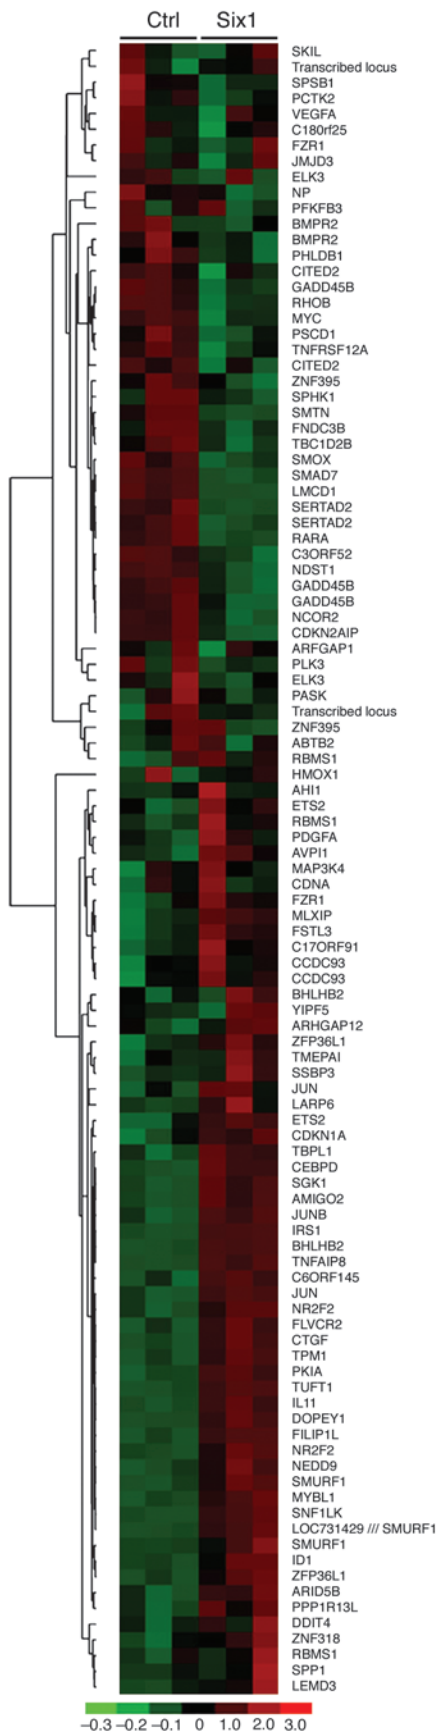 Ctrl Six1
SKIL
Transcribed locus
SPSB1
PCTK2
VEGFA
C180rf25
FZR1
JMJD3
ELK3
NP
PFKFB3
BMPR2
BMPR2
PHLDB1
CITED2
GADD45B
RHOB
MYC
PSCD1
TNFRSF12A
CITED2
ZNF395
SPHK1
SMTN
FNDC3B
TBC1D2B
SMOX
SMAD7
LMCD1
SERTAD2
SERTAD2
RARA
C3ORF52
NDST1
GADD45B
GADD45B
NCOR2
CDKN2AIP
ARFGAP1
PLK3
ELK3
PASK
Transcribed locus
ZNF395
ABTB2
RBMS1
HMOX1
AHI1
ETS2
RBMS1
PDGFA
AVPI1
MAP3K4
CDNA
FZR1
MLXIP
FSTL3
C17ORF91
CCDC93
CCDC93
BHLHB2
YIPF5
ARHGAP12
ZFP36L1
TMEPAI
SSBP3
JUN
LARP6
ETS2
CDKN1A
TBPL1
CEBPD
SGK1
AMIGO2
JUNB
IRS1
BHLHB2
TNFAIP8
C6ORF145
JUN
NR2F2
FLVCR2
CTGF
TPM1
PKIA
TUFT1
IL11
DOPEY1
FILIP1L
NR2F2
NEDD9
SMURF1
MYBL1
SNF1LK
LOC731429 /// SMURF1
SMURF1
ID1
ZFP36L1
ARID5B
PPP1R13L
DDIT4
ZNF318
RBMS1
SPP1
LEMD3
−0.3 −0.2 −0.1 0 1.0 2.0 3.0